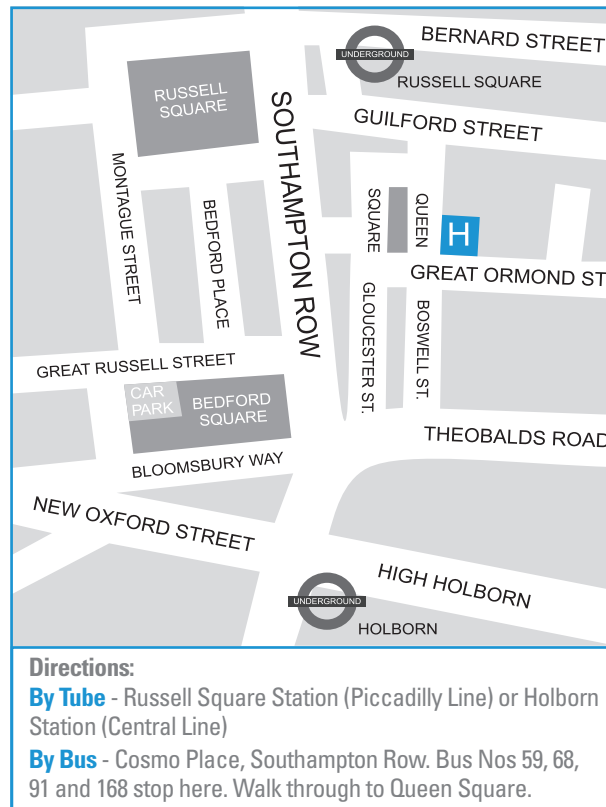 BERNARD STREET
UNDERGROUND
RUSSELL SQUARE
RUSSELL
SQUARE
GUILFORD STREET
SOUTHAMPTON ROW
MONTAGUE STREET
BEDFORD PLACE
SQUARE
QUEEN
H
GREAT ORMOND ST
GLOUCESTER ST.
BOSWELL ST.
GREAT RUSSELL STREET
CAR
PARK
BEDFORD
SQUARE
THEOBALDS ROAD
BLOOMSBURY WAY
NEW OXFORD STREET
HIGH HOLBORN
UNDERGROUND
HOLBORN
Directions:
By Tube - Russell Square Station (Piccadilly Line) or Holborn
Station (Central Line)
By Bus - Cosmo Place, Southampton Row. Bus Nos 59, 68,
91 and 168 stop here. Walk through to Queen Square.